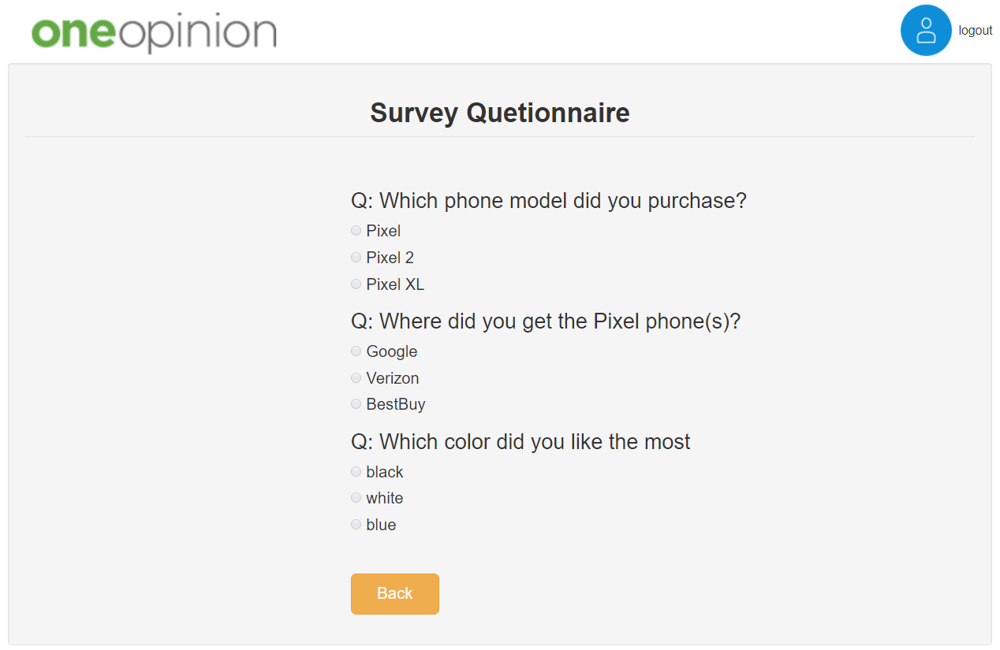 oneopinion
logout
Survey Quetionnaire
Q: Which phone model did you purchase?
Pixel
Pixel 2
Pixel XL
Q: Where did you get the Pixel phone(s)?
Google
Verizon
BestBuy
Q: Which color did you like the most
black
white
blue
Back